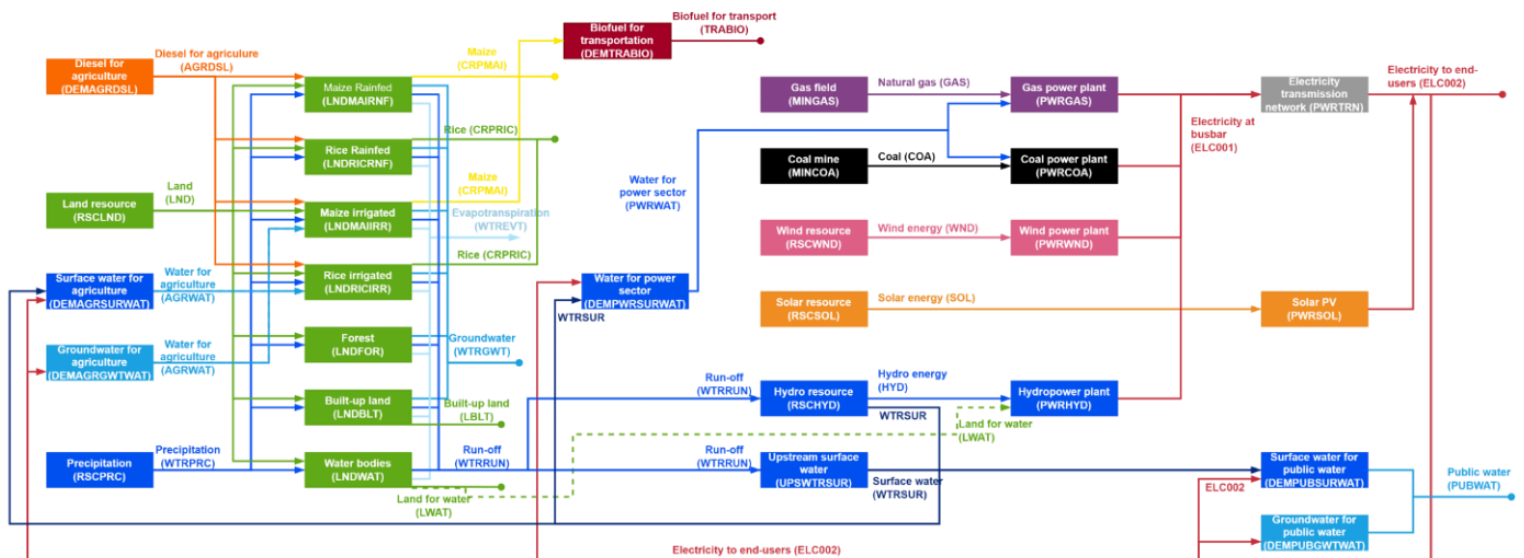 Biofuel for transport
(TRABIO)
Biofuel for
transportation
(DEMTRABIO)
Diesel for agriculure
(AGRDSL)
Diesel for
agriculture
(DEMAGRDSL)
Maize
(CRPMAI)
Maize Rainfed
(LNDMAIRNF)
Rice (CRPRIC)
Rice Rainfed
(LNDRICRNF)
Maize
(CRPMAI)
Land
(LND)
Land resource
(RSCLND)
Maize irrigated
(LNDMAIIRR)
Evapotranspiration
(WTREVT)
Rice (CRPRIC)
Water for
agriculture
(AGRWAT)
Surface water for
agriculture
(DEMAGRSURWAT)
Rice irrigated
(LNDRICIRR)
Water for
agriculture
(AGRWAT)
Groundwater for
agriculture
(DEMAGRGWTWAT)
Forest
(LNDFOR)
Groundwater
(WTRGWT)
Built-up land
(LNDBLT)
Built-up land
(LBLT)
Precipitation
(WTRPRC)
Precipitation
(RSCPRC)
Water bodies
(LNDWAT)
Run-off
(WTRRUN)
Land for water
(LWAT)
Gas field
(MINGAS)
Natural gas (GAS)
Gas power plant
(PWRGAS)
Electricity
transmission
network (PWRTRN)
Electricity to end-
users (ELC002)
Electricity at
busbar
(ELC001)
Coal mine
(MINCOA)
Coal (COA)
Coal power plant
(PWRCOA)
Water for
power sector
(PWRWAT)
Wind resource
(RSCWND)
Wind energy (WND)
Wind power plant
(PWRWND)
Water for power
sector
(DEMPWRSURWAT)
WTRSUR
Solar resource
(RSCSOL)
Solar energy (SOL)
Solar PV
(PWRSOL)
Run-off
(WTRRUN)
Hydro resource
(RSCHYD)
Hydro energy
(HYD)
WTRSUR
Hydropower plant
(PWRHYD)
Land for water
(LWAT)
Run-off
(WTRRUN)
Upstream surface
water
(UPSWTRSUR)
Surface water
(WTRSUR)
Surface water for
public water
(DEMPUBSURWAT)
ELC002
Public water
(PUBWAT)
Groundwater for
public water
(DEMPUBGWTWAT)
Electricity to end-users (ELC002)